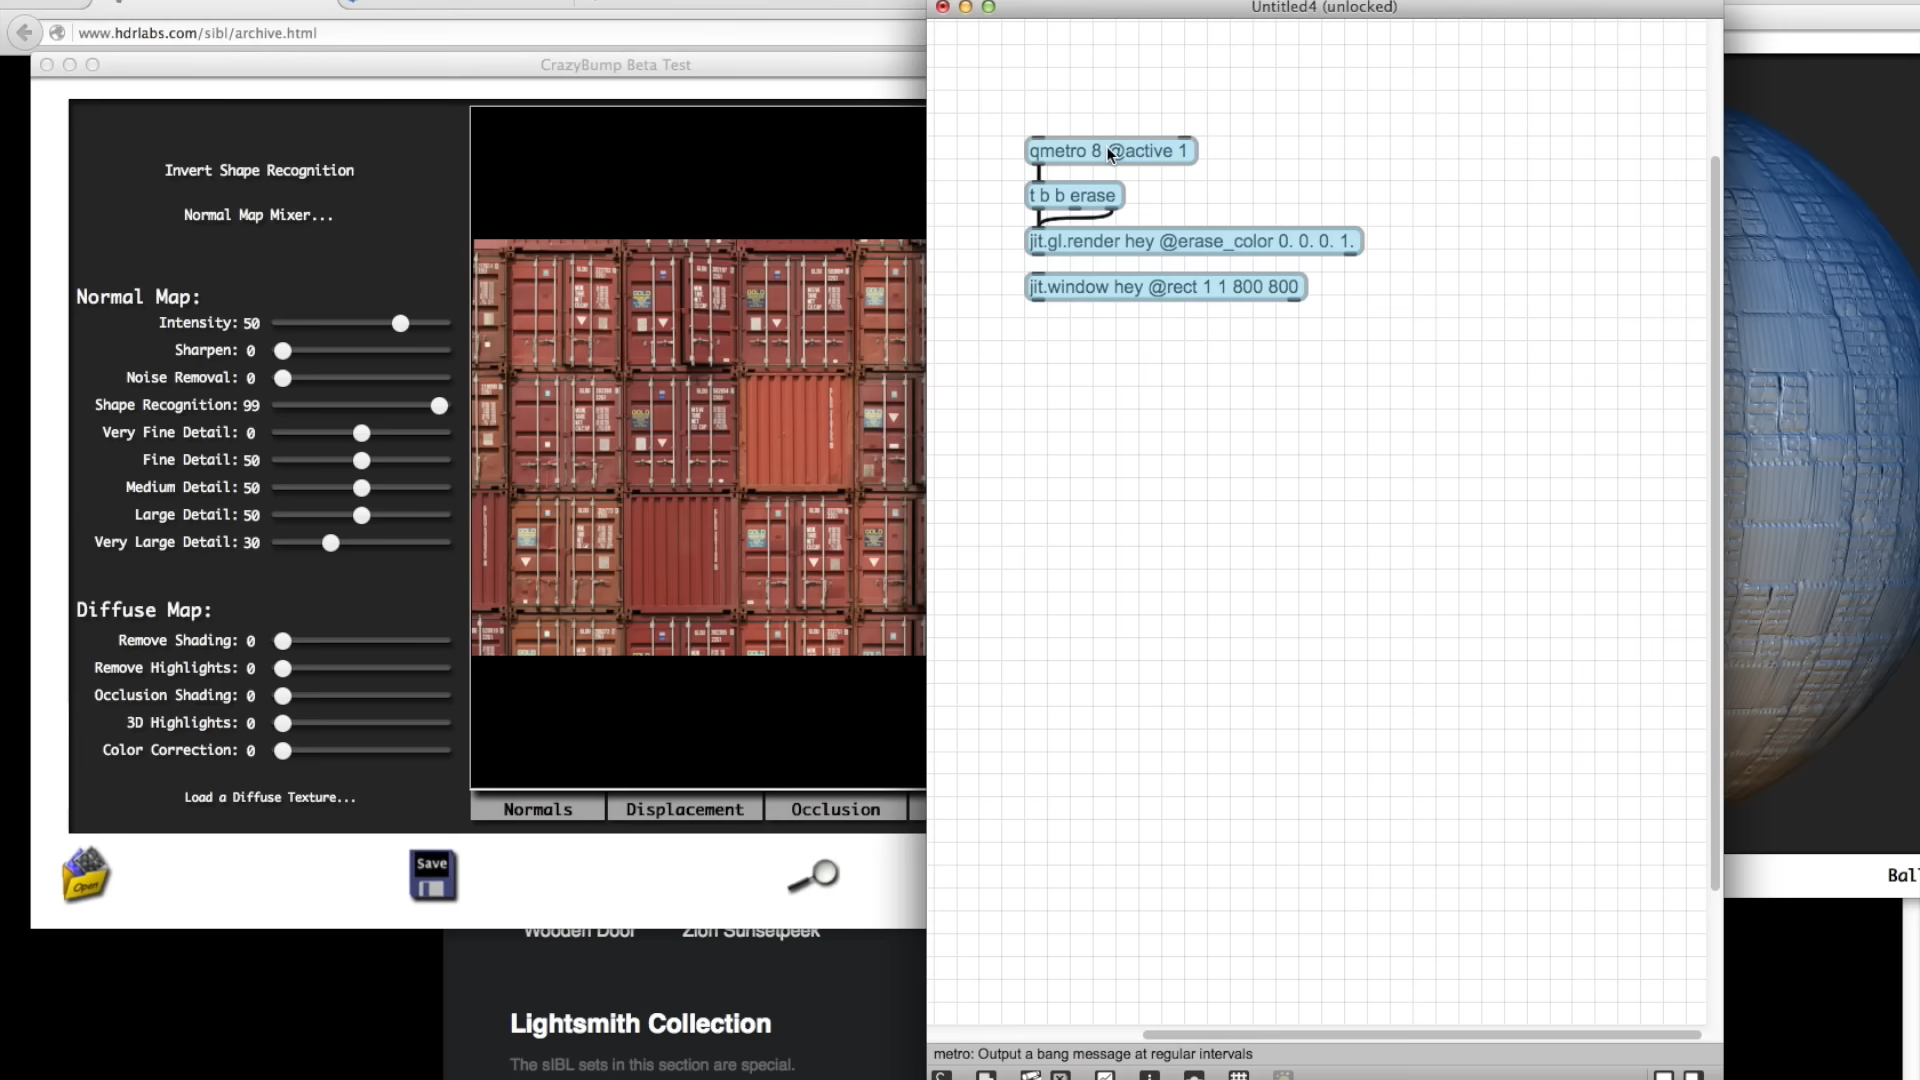 www.hdrlabs.com/sibl/archive.html
CrazyBump Beta Test
Invert Shape Recognition
Normal Map Mixer...
Normal Map:
Intensity: 50
Sharpen: 0
Noise Removal: 0
Shape Recognition: 99
Very Fine Detail: 0
Fine Detail: 50
Medium Detail: 50
Large Detail: 50
Very Large Detail: 30
Diffuse Map:
Remove Shading: 0
Remove Highlights: 0
Occlusion Shading: 0
3D Highlights: 0
Color Correction: 0
Load a Diffuse Texture...
Normals
Displacement
Occlusion
Open
Save
Wooden Door
Zion Sunsetpeek
Lightsmith Collection
The sIBL sets in this section are special.
Untitled4 (unlocked)
qmetro 8 @active 1
t b b erase
jit.gl.render hey @erase_color 0. 0. 0. 1.
jit.window hey @rect 1 1 800 800
metro: Output a bang message at regular intervals
Ball